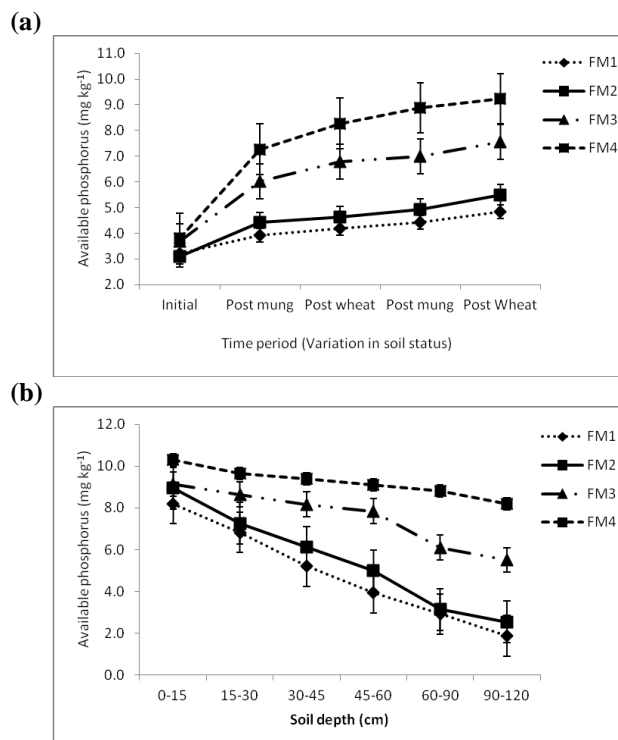 (a)
Available phosphorus (mg kg⁻¹)
11.0
10.0
9.0
8.0
7.0
6.0
5.0
4.0
3.0
2.0
Initial
Post mung
Post wheat
Post mung
Post Wheat
Time period (Variation in soil status)
FM1
FM2
FM3
FM4
(b)
Available phosphorus (mg kg⁻¹)
12.0
10.0
8.0
6.0
4.0
2.0
0.0
0-15
15-30
30-45
45-60
60-90
90-120
Soil depth (cm)
FM1
FM2
FM3
FM4